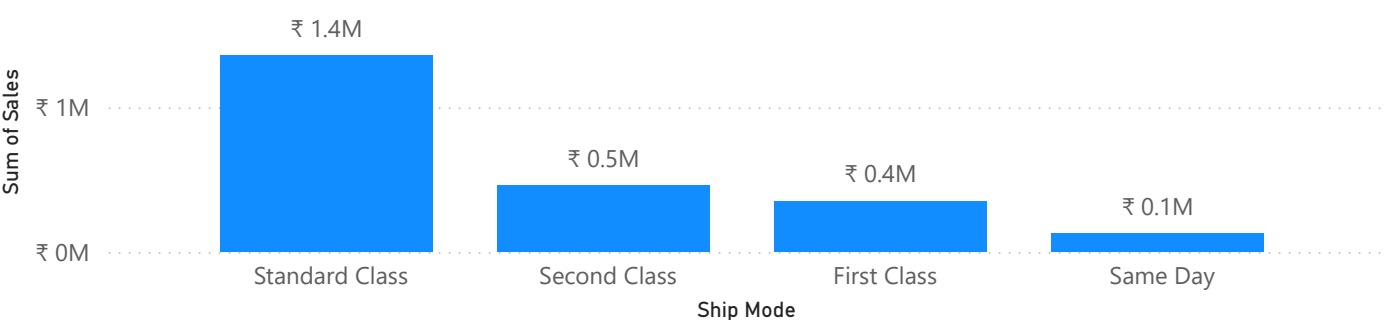 ₹ 1.4M
Sum of Sales
₹ 1M
₹ 0.5M
₹ 0.4M
₹ 0.1M
₹ 0M
Standard Class
Second Class
First Class
Same Day
Ship Mode